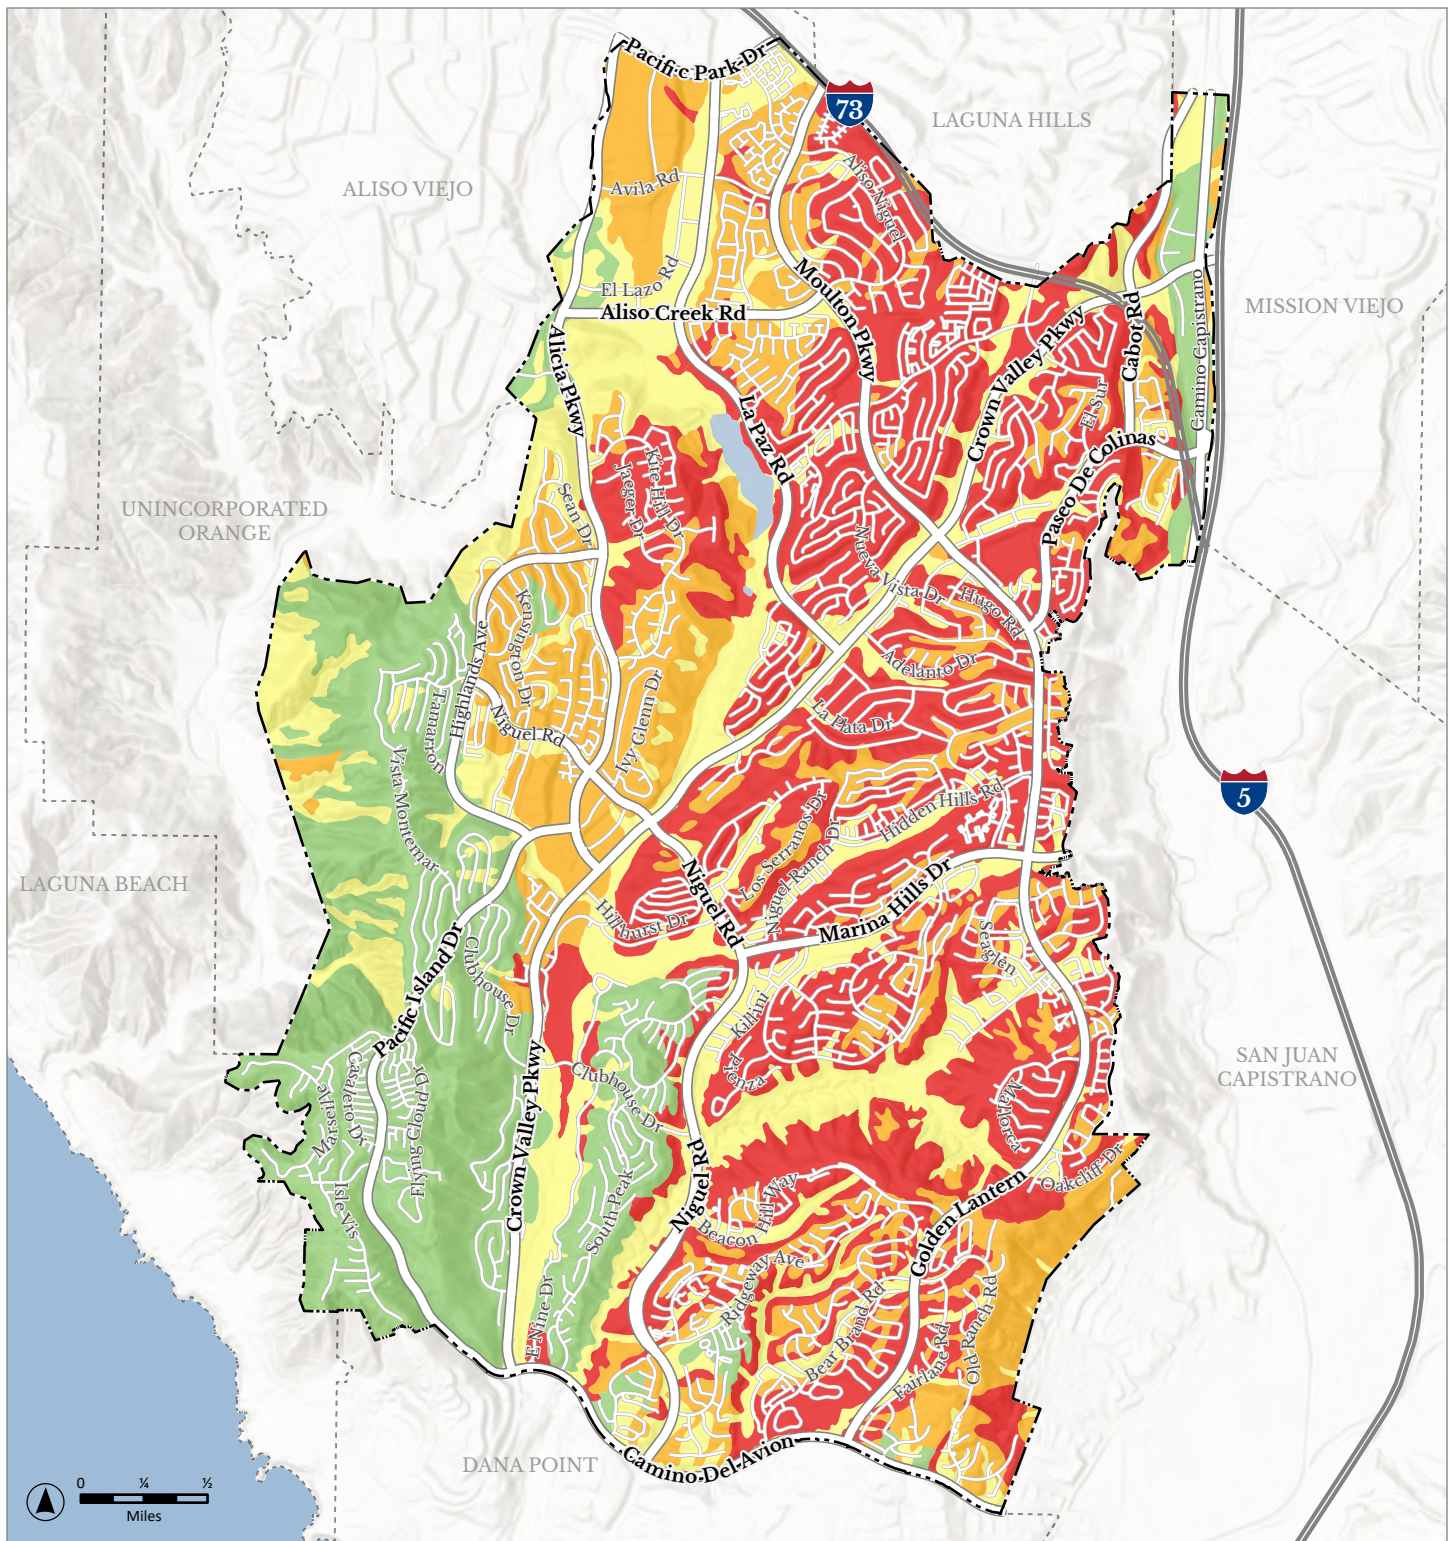 Pacific Park Dr
73
LAGUNA HILLS
ALISO VIEJO
Avila Rd
Aliso Niguel
El Lazo Rd
Aliso Creek Rd
Moulton Pkwy
Crown Valley Pkwy
Cabot Rd
Camino Capistrano
MISSION VIEJO
Alicia Pkwy
La Paz Rd
El Sur
Paseo De Colinas
Kite Hill Dr
Jaeger Dr
Sean Dr
UNINCORPORATED
ORANGE
Nueva Vista Dr
Hugo Rd
Kensington Dr
Highlands Ave
Adelanto Dr
Tamarron
Niguel Rd
Ivy Glenn Dr
La Plata Dr
Vista Montemar
5
Los Serranos Dr
Hidden Hills Rd
Niguel Ranch Dr
LAGUNA BEACH
Niguel Rd
Marina Hills Dr
Hillhurst Dr
Pacific Island Dr
Clubhouse Dr
Seaglen
Killini
Pienza
SAN JUAN
CAPISTRANO
Casalero Dr
Marseille
Flying Cloud Dr
Crown Valley Pkwy
Clubhouse Dr
Mallorca
Isle Vis
South Peak
Niguel Rd
Beacon Hill Way
Golden Lantern
Oakcliff Dr
Ridgeway Ave
E Nine Dr
Bear Brand Rd
Fairlane Rd
Old Ranch Rd
DANA POINT
Camino Del Avion
0 ¼ ½
Miles